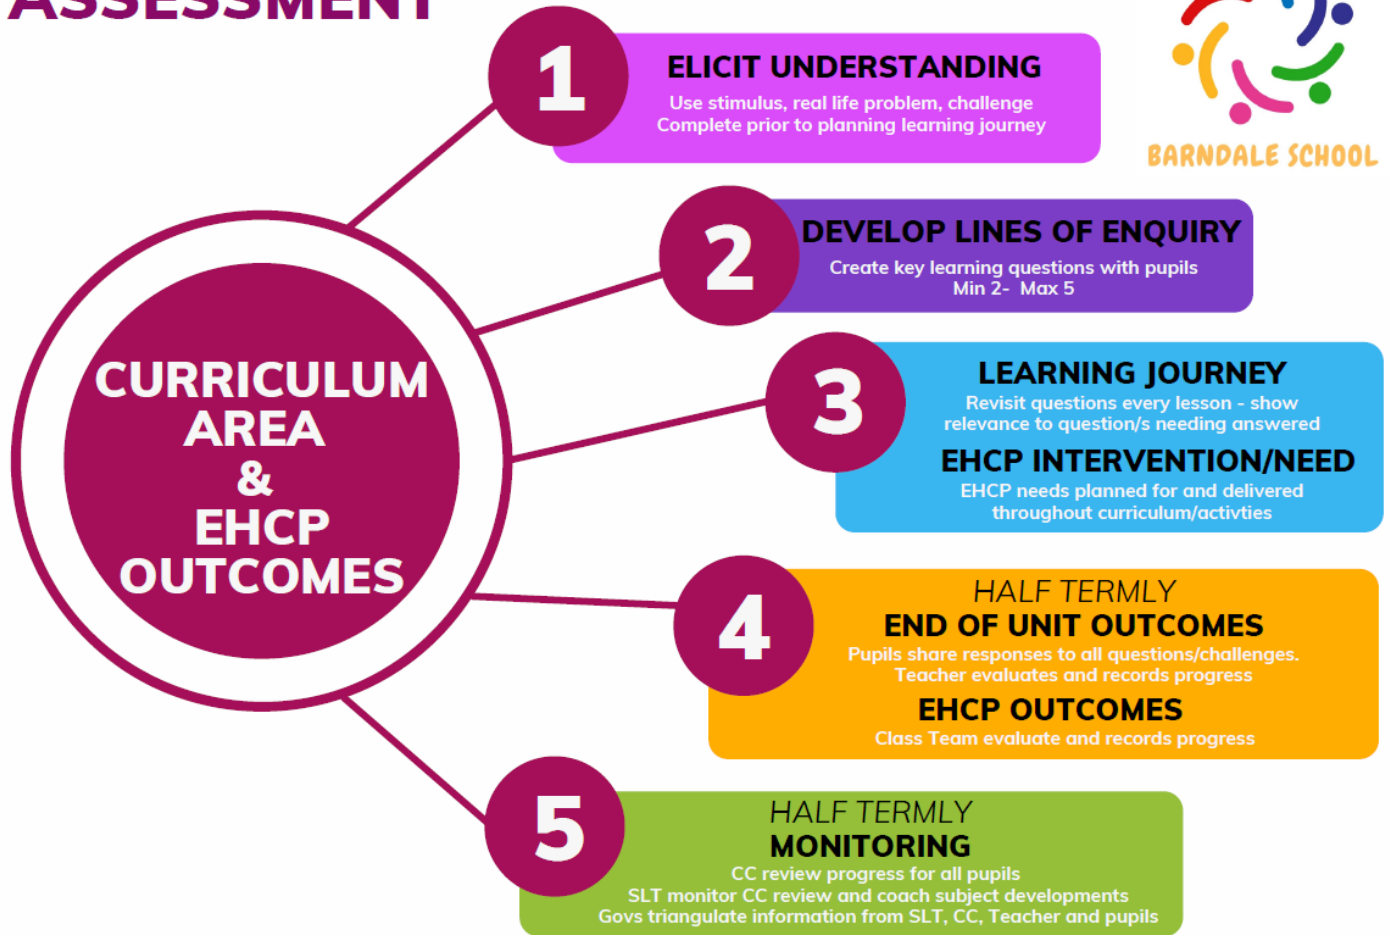 ASSESSMENT
1
ELICIT UNDERSTANDING
Use stimulus, real life problem, challenge
Complete prior to planning learning journey
BARNDALE SCHOOL
2
DEVELOP LINES OF ENQUIRY
Create key learning questions with pupils
Min 2- Max 5
CURRICULUM
AREA
&
EHCP
OUTCOMES
3
LEARNING JOURNEY
Revisit questions every lesson - show
relevance to question/s needing answered
EHCP INTERVENTION/NEED
EHCP needs planned for and delivered
throughout curriculum/activties
4
HALF TERMLY
END OF UNIT OUTCOMES
Pupils share responses to all questions/challenges.
Teacher evaluates and records progress
EHCP OUTCOMES
Class Team evaluate and records progress
5
HALF TERMLY
MONITORING
CC review progress for all pupils
SLT monitor CC review and coach subject developments
Govs triangulate information from SLT, CC, Teacher and pupils